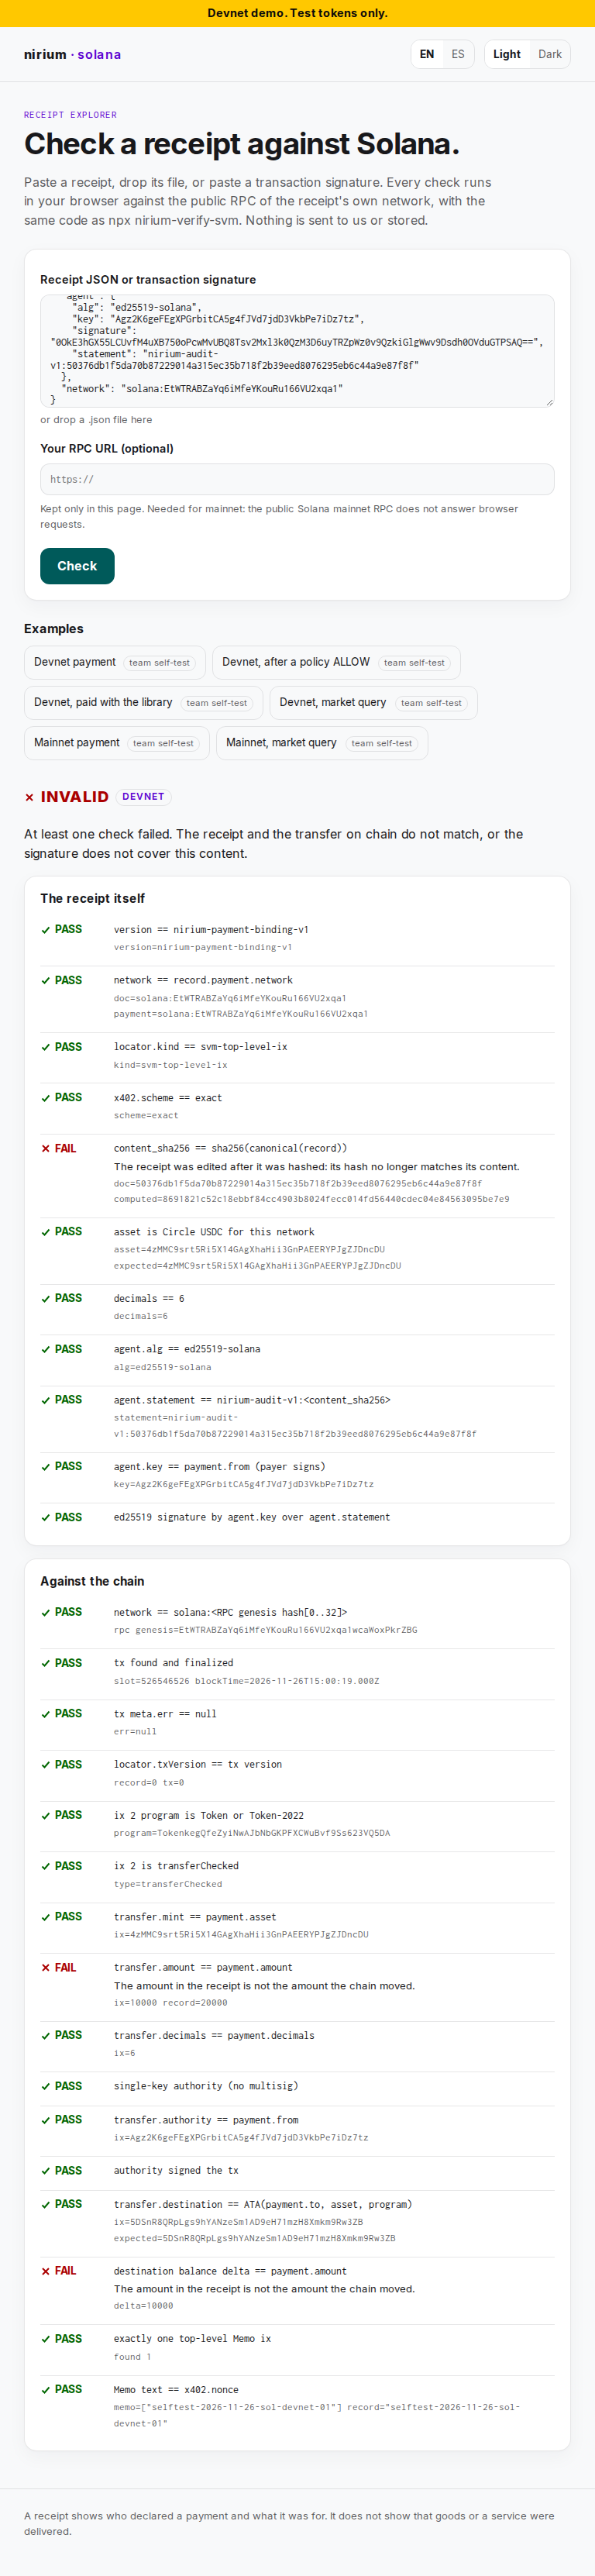 Devnet demo. Test tokens only.
nirium · solana
EN ES Light Dark
RECEIPT EXPLORER
Check a receipt against Solana.
Paste a receipt, drop its file, or paste a transaction signature. Every check runs
in your browser against the public RPC of the receipt's own network, with the
same code as npx nirium-verify-svm. Nothing is sent to us or stored.
Receipt JSON or transaction signature
"agent": {
"alg": "ed25519-solana",
"key": "Agz2K6geFEgXPGrbitCA5g4fJVd7jdD3VkbPe7iDz7tz",
"signature":
"0OkE3hGX55LCUvfM4uXB750oPcwMvUBQ8Tsv2Mxl3k0QzM3D6uyTRZpWz0v9QzkiGlgWwv9Dsdh0OVduGTPSAQ==",
"statement": "nirium-audit-
v1:50376db1f5da70b87229014a315ec35b718f2b39eed8076295eb6c44a9e87f8f"
},
"network": "solana:EtWTRABZaYq6iMfeYKouRu166VU2xqa1"
}
or drop a .json file here
Your RPC URL (optional)
https://
Kept only in this page. Needed for mainnet: the public Solana mainnet RPC does not answer browser
requests.
Check
Examples
Devnet payment team self-test Devnet, after a policy ALLOW team self-test
Devnet, paid with the library team self-test Devnet, market query team self-test
Mainnet payment team self-test Mainnet, market query team self-test
✕ INVALID DEVNET
At least one check failed. The receipt and the transfer on chain do not match, or the
signature does not cover this content.
The receipt itself
✓ PASS version == nirium-payment-binding-v1
version=nirium-payment-binding-v1
✓ PASS network == record.payment.network
doc=solana:EtWTRABZaYq6iMfeYKouRu166VU2xqa1
payment=solana:EtWTRABZaYq6iMfeYKouRu166VU2xqa1
✓ PASS locator.kind == svm-top-level-ix
kind=svm-top-level-ix
✓ PASS x402.scheme == exact
scheme=exact
✕ FAIL content_sha256 == sha256(canonical(record))
The receipt was edited after it was hashed: its hash no longer matches its content.
doc=50376db1f5da70b87229014a315ec35b718f2b39eed8076295eb6c44a9e87f8f
computed=8691821c52c18ebbf84cc4903b8024fecc014fd56440cdec04e84563095be7e9
✓ PASS asset is Circle USDC for this network
asset=4zMMC9srt5Ri5X14GAgXhaHii3GnPAEERYPJgZJDncDU
expected=4zMMC9srt5Ri5X14GAgXhaHii3GnPAEERYPJgZJDncDU
✓ PASS decimals == 6
decimals=6
✓ PASS agent.alg == ed25519-solana
alg=ed25519-solana
✓ PASS agent.statement == nirium-audit-v1:<content_sha256>
statement=nirium-audit-
v1:50376db1f5da70b87229014a315ec35b718f2b39eed8076295eb6c44a9e87f8f
✓ PASS agent.key == payment.from (payer signs)
key=Agz2K6geFEgXPGrbitCA5g4fJVd7jdD3VkbPe7iDz7tz
✓ PASS ed25519 signature by agent.key over agent.statement
Against the chain
✓ PASS network == solana:<RPC genesis hash[0..32]>
rpc genesis=EtWTRABZaYq6iMfeYKouRu166VU2xqa1wcaWoxPkrZBG
✓ PASS tx found and finalized
slot=526546526 blockTime=2026-11-26T15:00:19.000Z
✓ PASS tx meta.err == null
err=null
✓ PASS locator.txVersion == tx version
record=0 tx=0
✓ PASS ix 2 program is Token or Token-2022
program=TokenkegQfeZyiNwAJbNbGKPFXCWuBvf9Ss623VQ5DA
✓ PASS ix 2 is transferChecked
type=transferChecked
✓ PASS transfer.mint == payment.asset
ix=4zMMC9srt5Ri5X14GAgXhaHii3GnPAEERYPJgZJDncDU
✕ FAIL transfer.amount == payment.amount
The amount in the receipt is not the amount the chain moved.
ix=10000 record=20000
✓ PASS transfer.decimals == payment.decimals
ix=6
✓ PASS single-key authority (no multisig)
✓ PASS transfer.authority == payment.from
ix=Agz2K6geFEgXPGrbitCA5g4fJVd7jdD3VkbPe7iDz7tz
✓ PASS authority signed the tx
✓ PASS transfer.destination == ATA(payment.to, asset, program)
ix=5DSnR8QRpLgs9hYANzeSm1AD9eH71mzH8Xmkm9Rw3ZB
expected=5DSnR8QRpLgs9hYANzeSm1AD9eH71mzH8Xmkm9Rw3ZB
✕ FAIL destination balance delta == payment.amount
The amount in the receipt is not the amount the chain moved.
delta=10000
✓ PASS exactly one top-level Memo ix
found 1
✓ PASS Memo text == x402.nonce
memo=["selftest-2026-11-26-sol-devnet-01"] record="selftest-2026-11-26-sol-
devnet-01"
A receipt shows who declared a payment and what it was for. It does not show that goods or a service were
delivered.